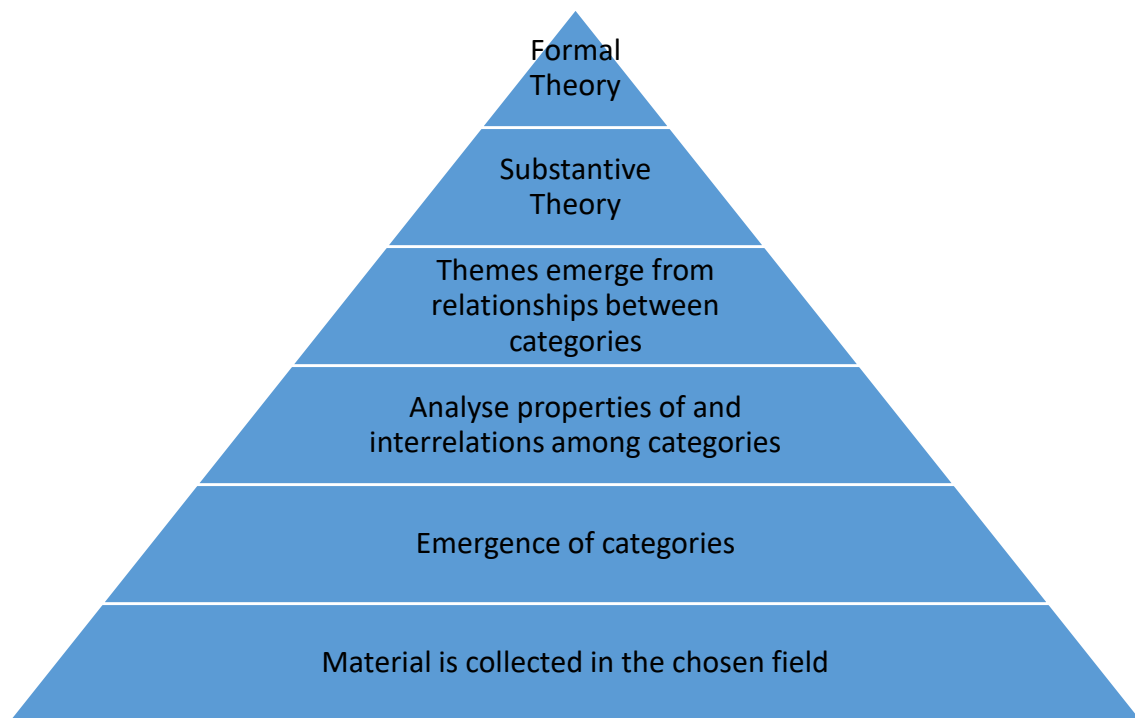 Formal
Theory
Substantive
Theory
Themes emerge from
relationships between
categories
Analyse properties of and
interrelations among categories
Emergence of categories
Material is collected in the chosen field